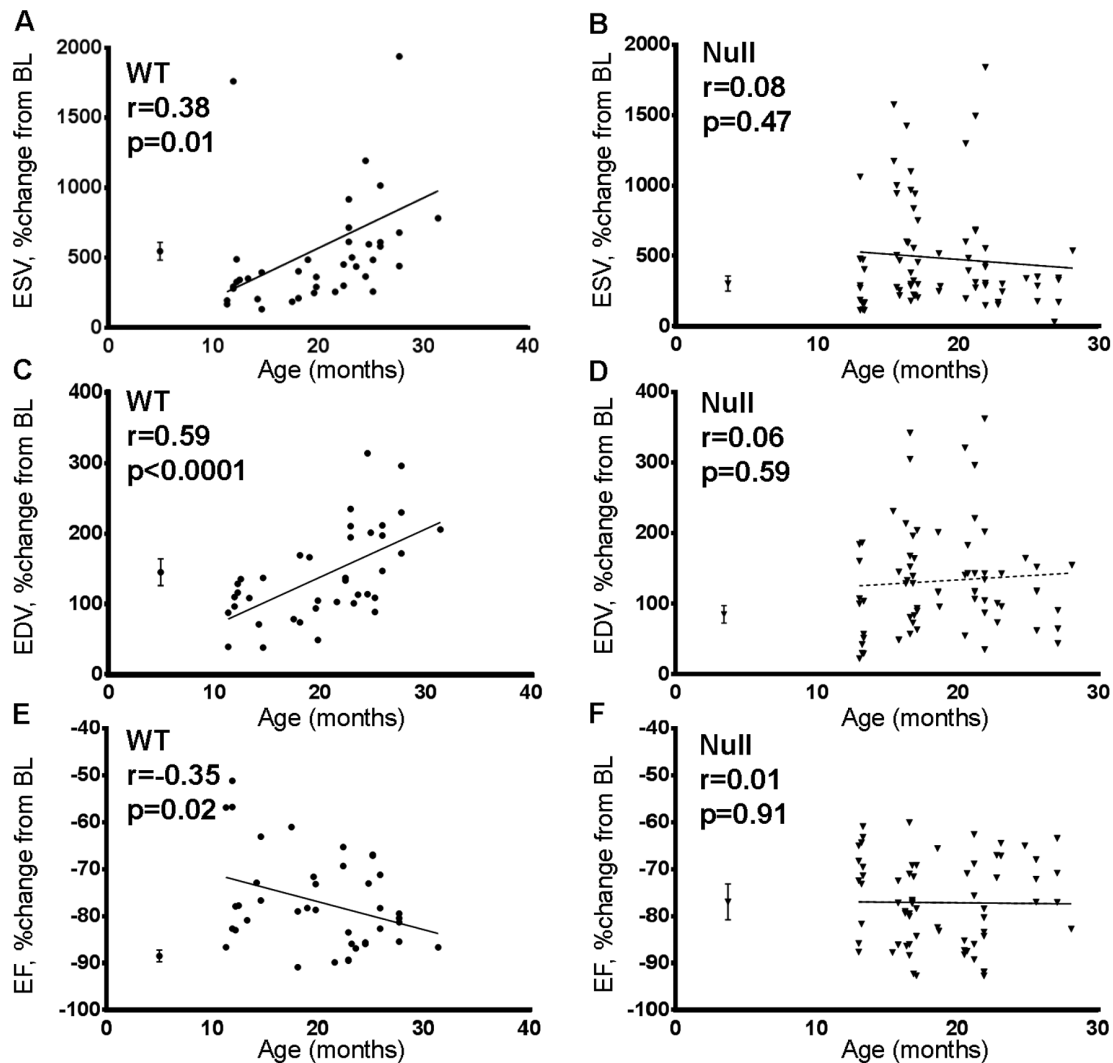 A
ESV, %change from BL
2000
1500
1000
500
0
WT
r=0.38
p=0.01
10
20
30
40
Age (months)
B
ESV, %change from BL
2000
1500
1000
500
0
Null
r=0.08
p=0.47
0
10
20
30
Age (months)
C
EDV, %change from BL
400
300
200
100
0
WT
r=0.59
p<0.0001
0
10
20
30
40
Age (months)
D
EDV, %change from BL
400
300
200
100
0
Null
r=0.06
p=0.59
0
10
20
30
Age (months)
E
EF, %change from BL
-40
-50
-60
-70
-80
-90
-100
WT
r=-0.35
p=0.02
0
10
20
30
40
Age (months)
F
EF, %change from BL
-40
-50
-60
-70
-80
-90
-100
Null
r=0.01
p=0.91
0
10
20
30
Age (months)